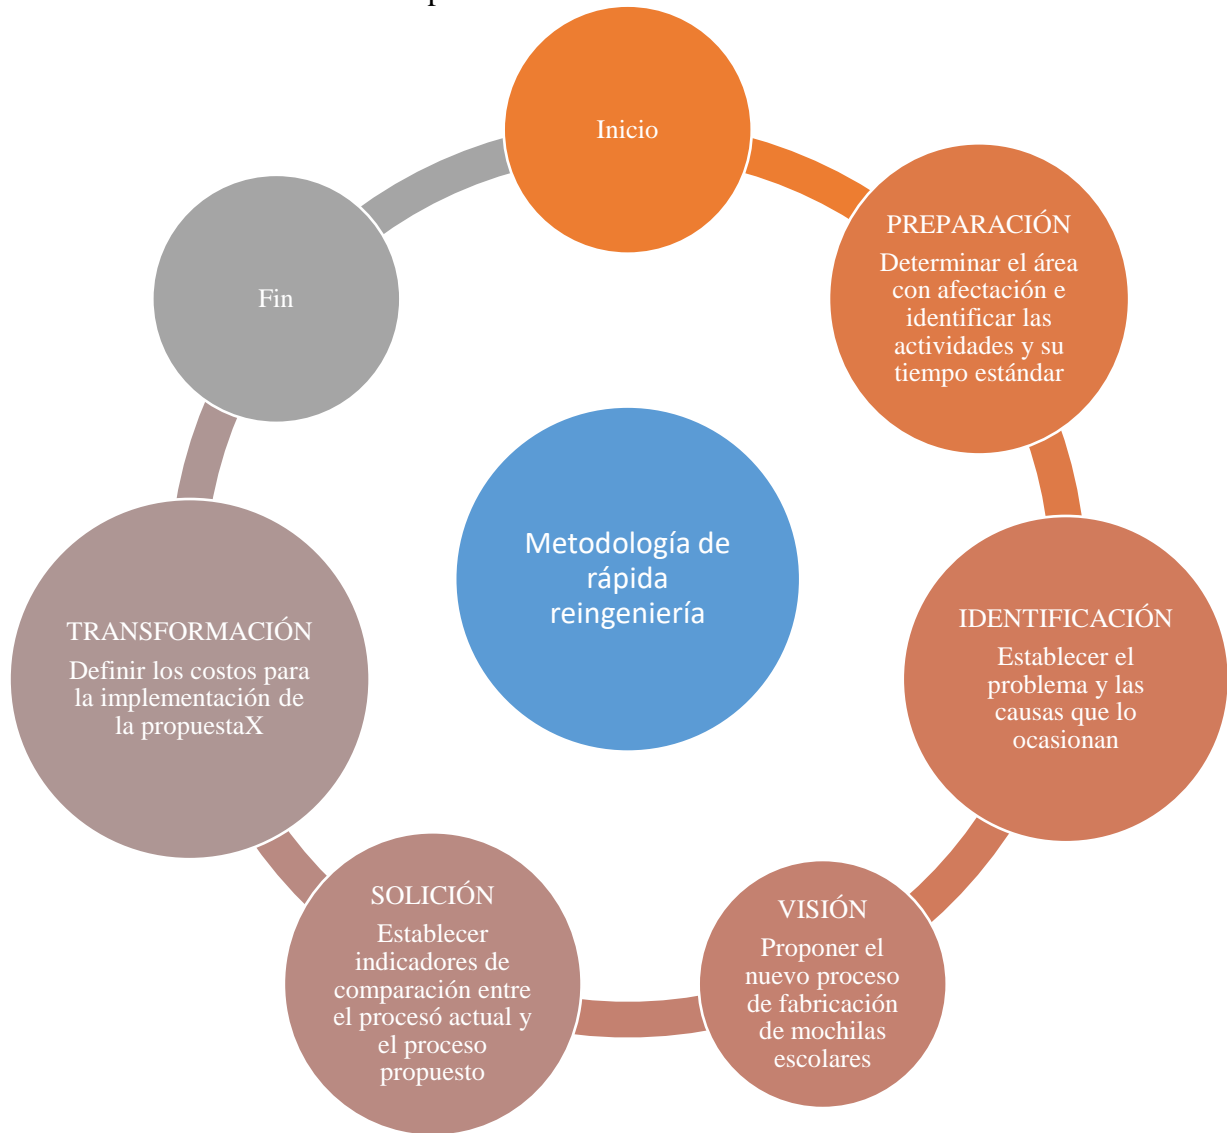 Inicio
PREPARACIÓN
Determinar el área
con afectación e
identificar las
actividades y su
tiempo estándar
IDENTIFICACIÓN
Establecer el
problema y las
causas que lo
ocasionan
VISIÓN
Proponer el
nuevo proceso
de fabricación
de mochilas
escolares
SOLICIÓN
Establecer
indicadores de
comparación entre
el procesó actual y
el proceso
propuesto
TRANSFORMACIÓN
Definir los costos para
la implementación de
la propuestaX
Fin
Metodología de
rápida
reingeniería